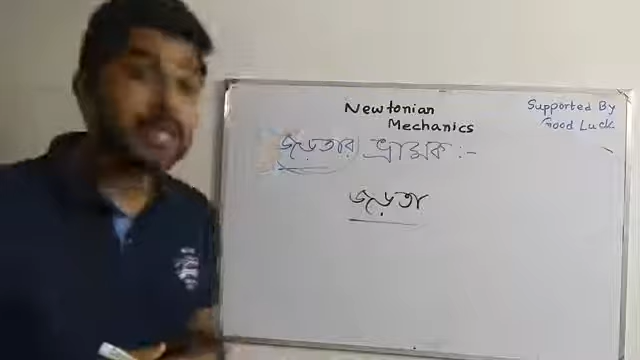 Newtonian
Mechanics
Supported By
Good Luck
জড়তার ভ্রামক :-
জড়তা